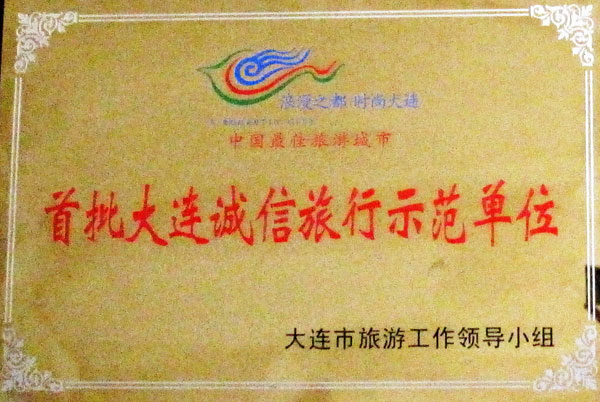 浪漫之都 时尚大连
中国最佳旅游城市
首批大连诚信旅行示范单位
大连市旅游工作领导小组